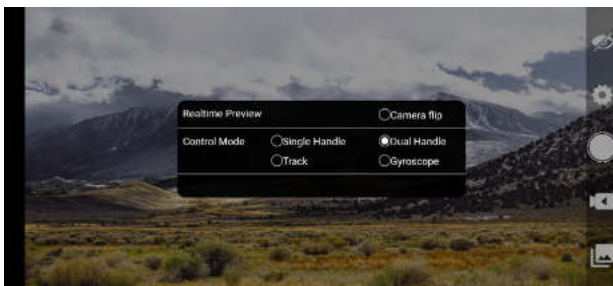 Realtime Preview Camera flip
Control Mode Single Handle Dual Handle
Track Gyroscope